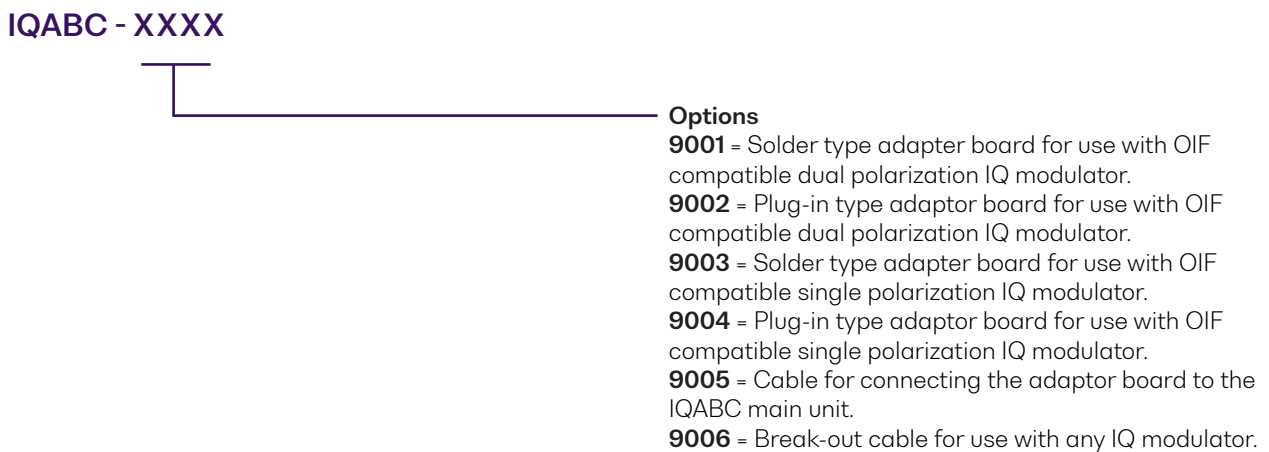 IQABC - XXXX
Options
9001 = Solder type adapter board for use with OIF
compatible dual polarization IQ modulator.
9002 = Plug-in type adaptor board for use with OIF
compatible dual polarization IQ modulator.
9003 = Solder type adapter board for use with OIF
compatible single polarization IQ modulator.
9004 = Plug-in type adaptor board for use with OIF
compatible single polarization IQ modulator.
9005 = Cable for connecting the adaptor board to the
IQABC main unit.
9006 = Break-out cable for use with any IQ modulator.